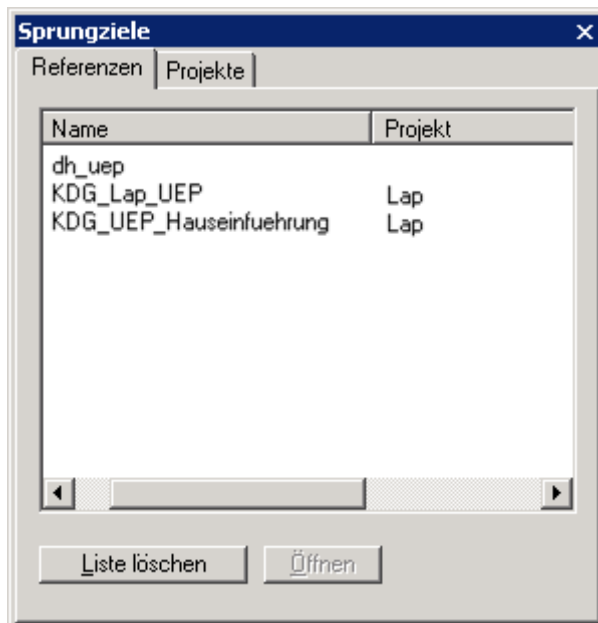 Sprungziele
Referenzen Projekte
Name Projekt
dh_uep
KDG_Lap_UEP Lap
KDG_UEP_Hauseinfuehrung Lap
Liste löschen Öffnen